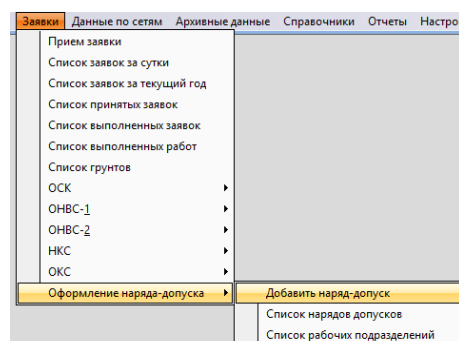 Заявки Данные по сетям Архивные данные Справочники Отчеты Настро
Прием заявки
Список заявок за сутки
Список заявок за текущий год
Список принятых заявок
Список выполненных заявок
Список выполненных работ
Список грунтов
ОСК
ОНВС-1
ОНВС-2
НКС
ОКС
Оформление наряда-допуска Добавить наряд-допуск
Список нарядов допусков
Список рабочих подразделений